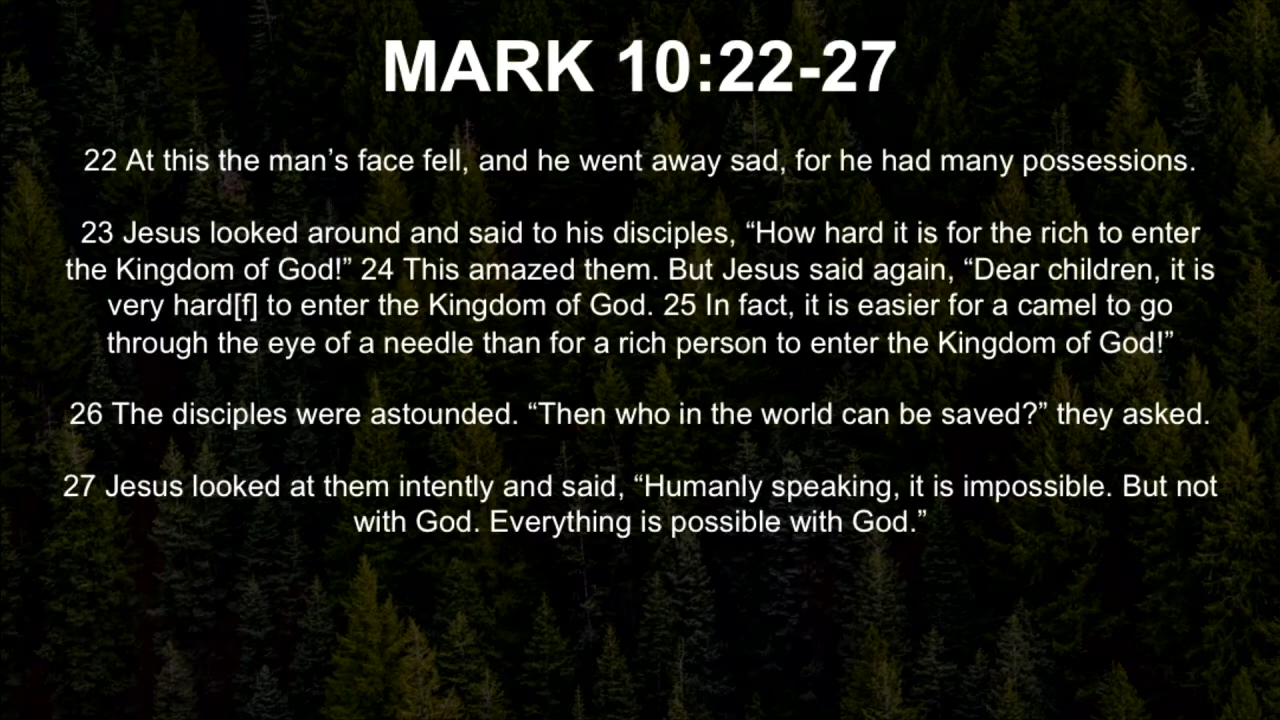 MARK 10:22-27
22 At this the man’s face fell, and he went away sad, for he had many possessions.
23 Jesus looked around and said to his disciples, “How hard it is for the rich to enter
the Kingdom of God!” 24 This amazed them. But Jesus said again, “Dear children, it is
very hard[f] to enter the Kingdom of God. 25 In fact, it is easier for a camel to go
through the eye of a needle than for a rich person to enter the Kingdom of God!”
26 The disciples were astounded. “Then who in the world can be saved?” they asked.
27 Jesus looked at them intently and said, “Humanly speaking, it is impossible. But not
with God. Everything is possible with God.”